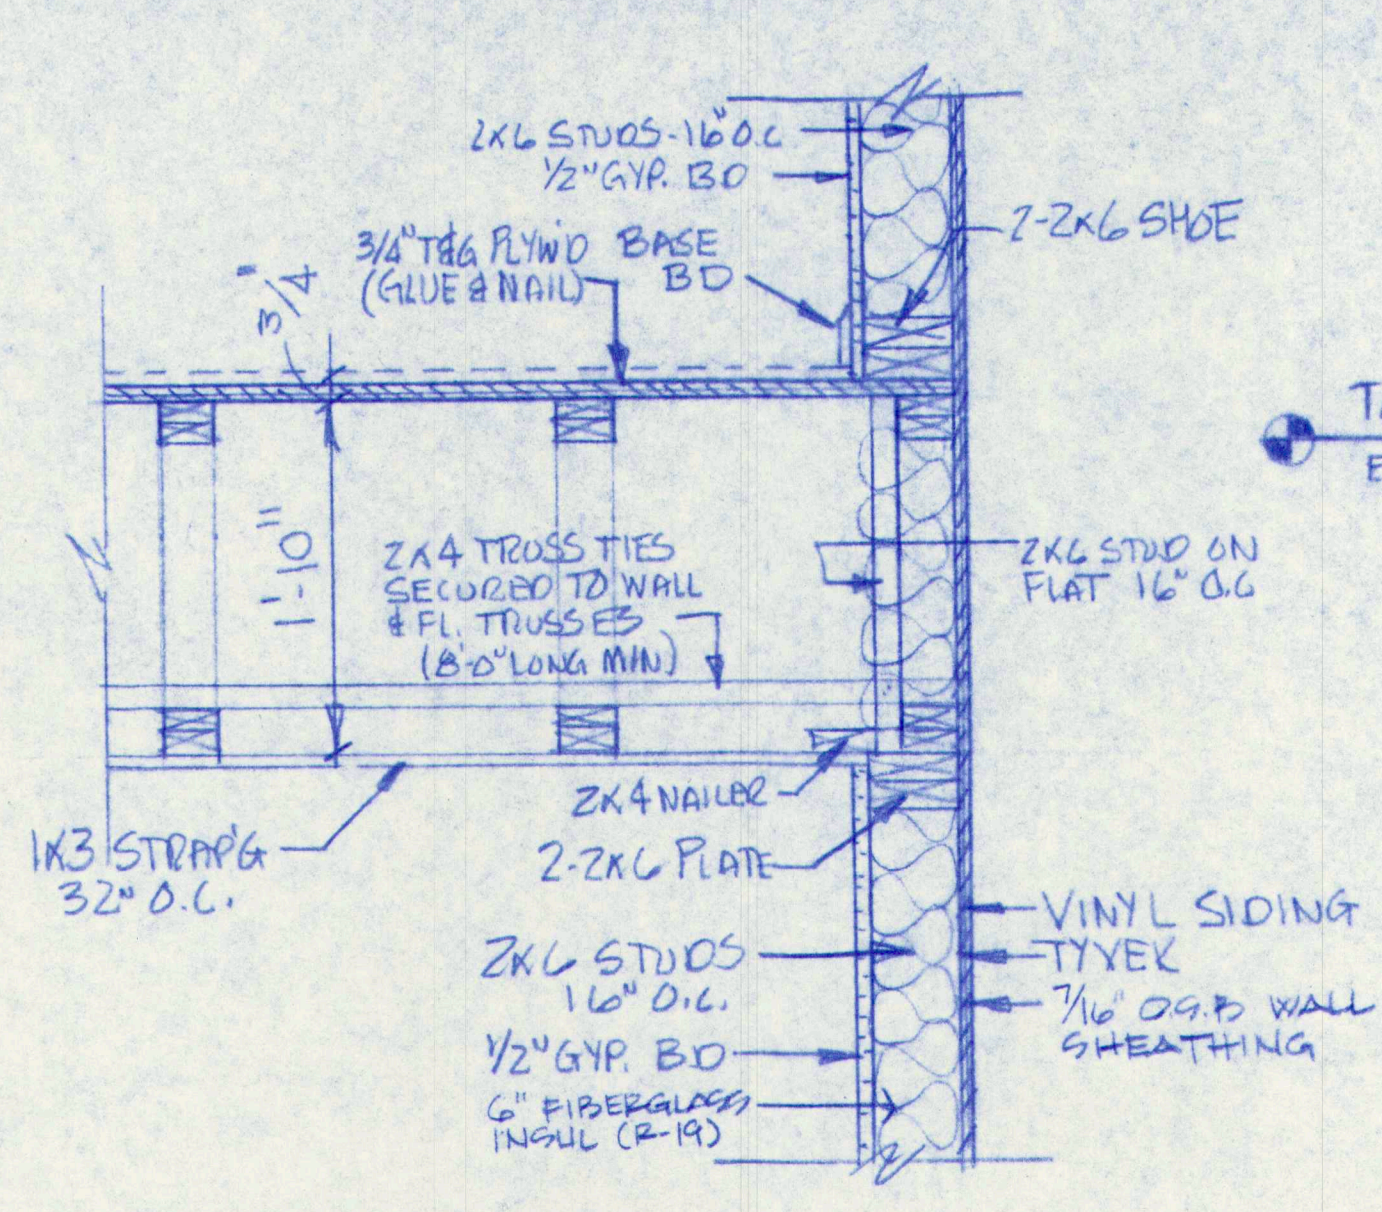 2X6 STUDS-16"O.C
1/2" GYP. BD
2-2X6 SHOE
3/4" T&G PLYW'D
(GLUE & NAIL)
BASE
BD
3/4"
1'-10"
2X4 TRUSS TIES
SECURED TO WALL
& FL. TRUSSES
(8'-0" LONG MIN)
2X6 STUD ON
FLAT 16" O.C
2X4 NAILER
2-2X6 PLATE
1X3 STRAP'G
32" O.C.
2X6 STUDS
16" O.C.
1/2" GYP. BD
6" FIBERGLASS
INSUL (R-19)
VINYL SIDING
TYVEK
7/16" O.S.B WALL
SHEATHING